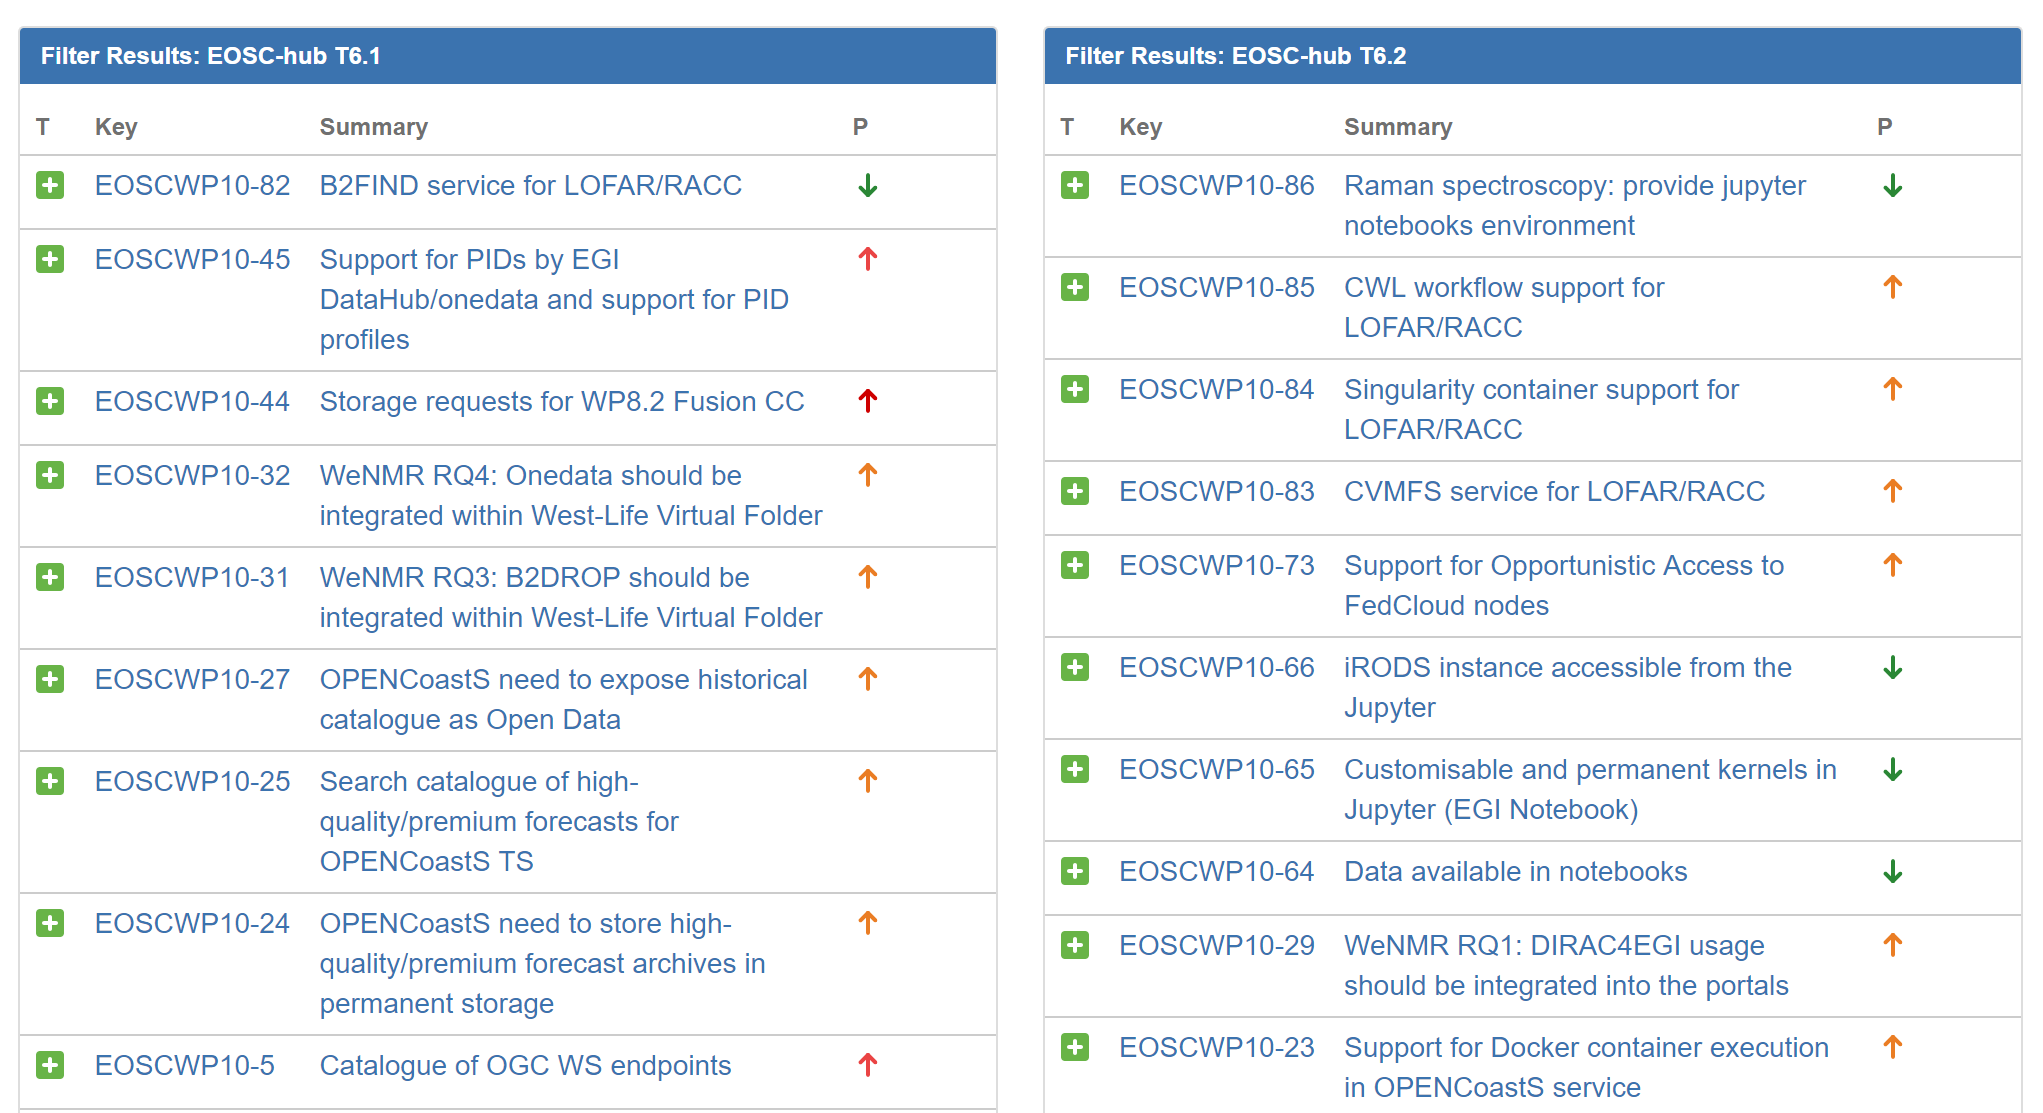 Filter Results: EOSC-hub T6.1
T Key Summary P
EOSCWP10-82 B2FIND service for LOFAR/RACC
EOSCWP10-45 Support for PIDs by EGI
DataHub/onedata and support for PID
profiles
EOSCWP10-44 Storage requests for WP8.2 Fusion CC
EOSCWP10-32 WeNMR RQ4: Onedata should be
integrated within West-Life Virtual Folder
EOSCWP10-31 WeNMR RQ3: B2DROP should be
integrated within West-Life Virtual Folder
EOSCWP10-27 OPENCoastS need to expose historical
catalogue as Open Data
EOSCWP10-25 Search catalogue of high-
quality/premium forecasts for
OPENCoastS TS
EOSCWP10-24 OPENCoastS need to store high-
quality/premium forecast archives in
permanent storage
EOSCWP10-5 Catalogue of OGC WS endpoints
Filter Results: EOSC-hub T6.2
T Key Summary P
EOSCWP10-86 Raman spectroscopy: provide jupyter
notebooks environment
EOSCWP10-85 CWL workflow support for
LOFAR/RACC
EOSCWP10-84 Singularity container support for
LOFAR/RACC
EOSCWP10-83 CVMFS service for LOFAR/RACC
EOSCWP10-73 Support for Opportunistic Access to
FedCloud nodes
EOSCWP10-66 iRODS instance accessible from the
Jupyter
EOSCWP10-65 Customisable and permanent kernels in
Jupyter (EGI Notebook)
EOSCWP10-64 Data available in notebooks
EOSCWP10-29 WeNMR RQ1: DIRAC4EGI usage
should be integrated into the portals
EOSCWP10-23 Support for Docker container execution
in OPENCoastS service